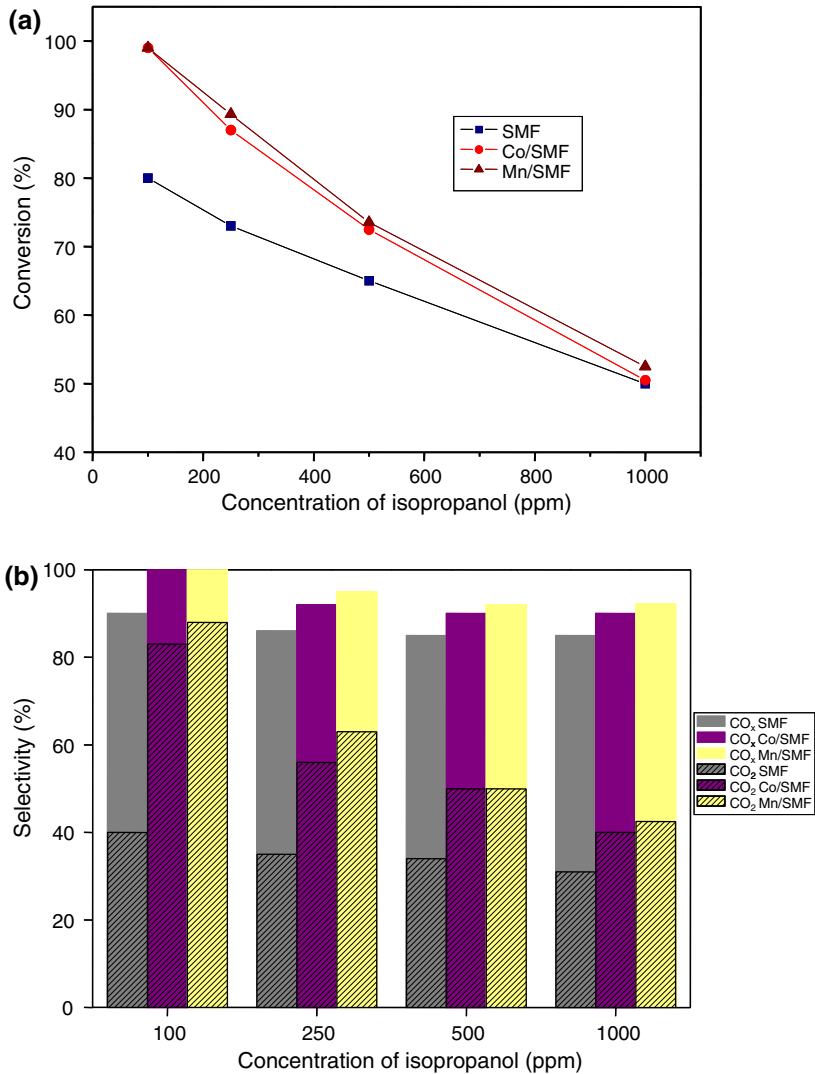 (a)
100
90
80
70
60
50
40
Conversion (%)
SMF
Co/SMF
Mn/SMF
0 200 400 600 800 1000
Concentration of isopropanol (ppm)
(b)
100
80
60
40
20
0
Selectivity (%)
COx SMF
COx Co/SMF
COx Mn/SMF
CO2 SMF
CO2 Co/SMF
CO2 Mn/SMF
100 250 500 1000
Concentration of isopropanol (ppm)